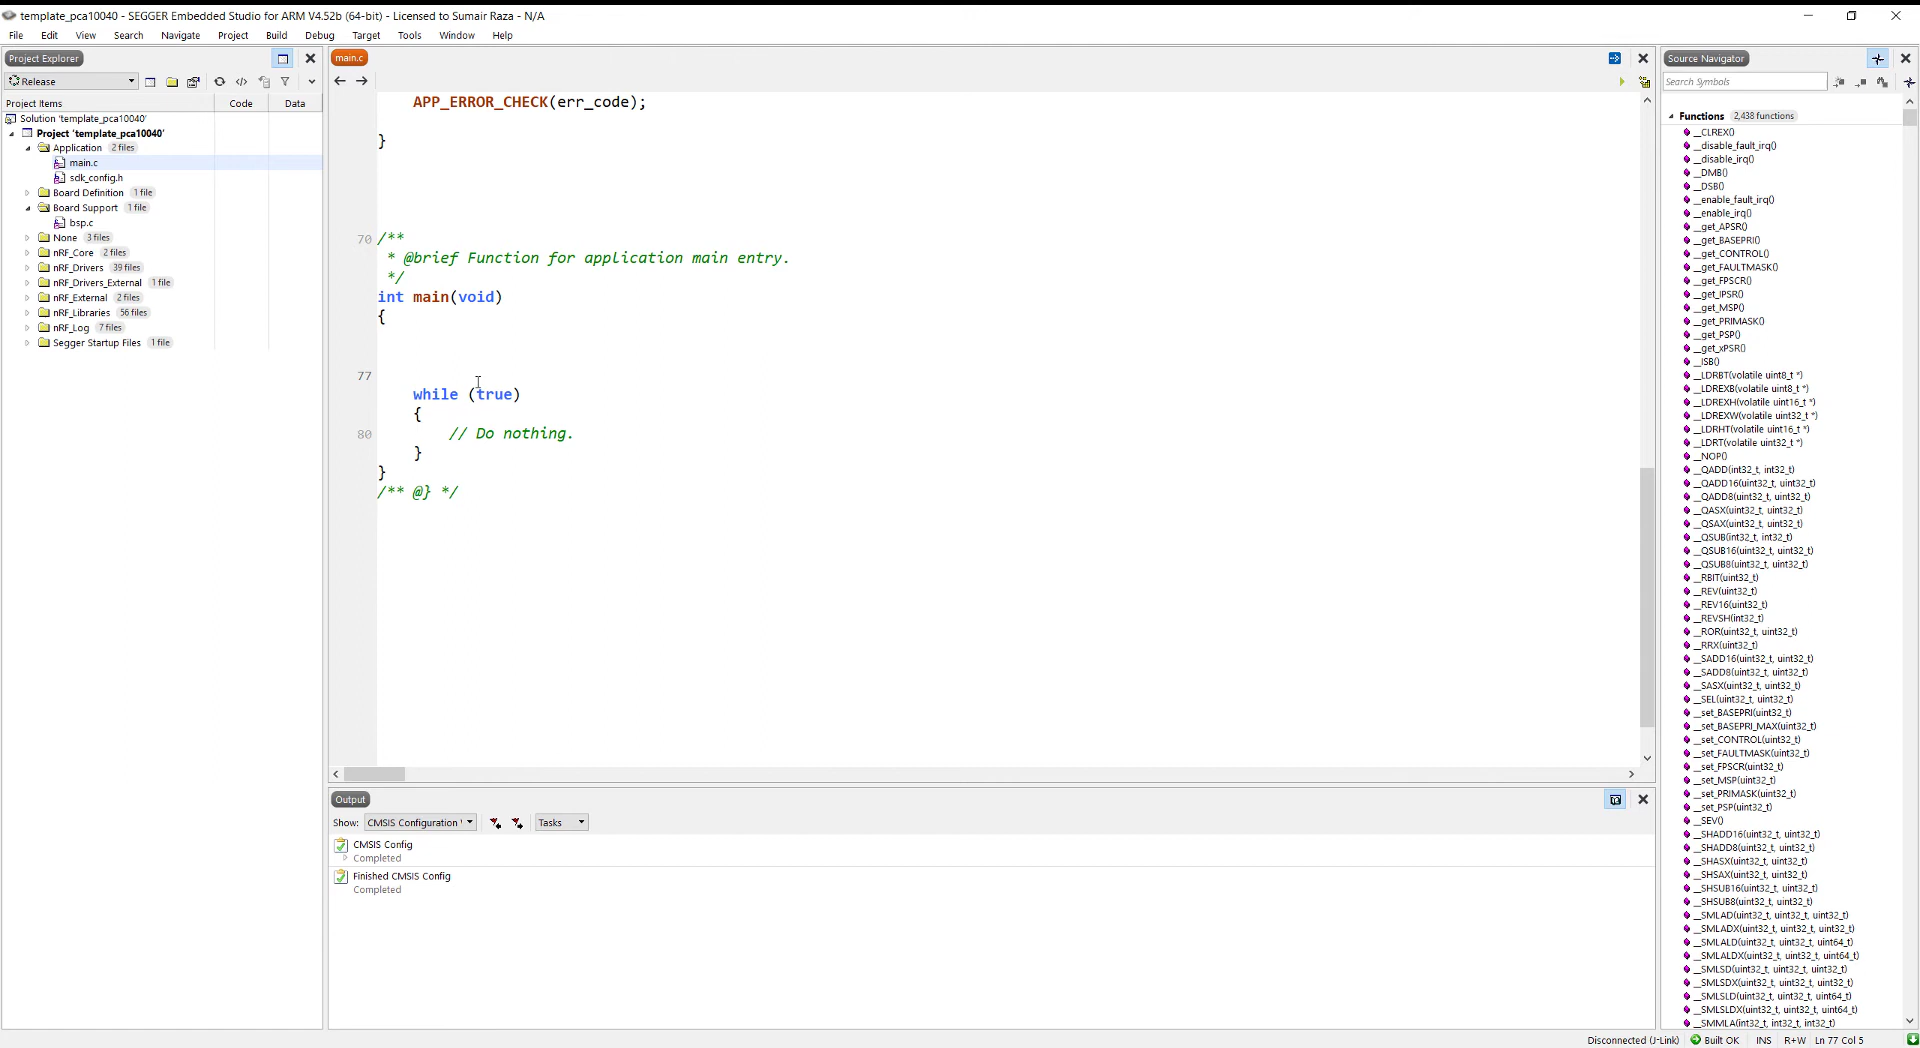 template_pca10040 - SEGGER Embedded Studio for ARM V4.52b (64-bit) - Licensed to Sumair Raza - N/A
File Edit View Search Navigate Project Build Debug Target Tools Window Help
Project Explorer
Release
Project Items Code Data
Solution 'template_pca10040'
Project 'template_pca10040'
Application 2 files
main.c
sdk_config.h
Board Definition 1 file
Board Support 1 file
bsp.c
None 3 files
nRF_Core 2 files
nRF_Drivers 39 files
nRF_Drivers_External 1 file
nRF_External 2 files
nRF_Libraries 56 files
nRF_Log 7 files
Segger Startup Files 1 file
main.c
APP_ERROR_CHECK(err_code);
}
70 /**
* @brief Function for application main entry.
*/
int main(void)
{
77
while (true)
{
80 // Do nothing.
}
}
/** @} */
Output
Show: CMSIS Configuration Tasks
CMSIS Config
Completed
Finished CMSIS Config
Completed
Source Navigator
Search Symbols
Functions 2,438 functions
__CLREX()
__disable_fault_irq()
__disable_irq()
__DMB()
__DSB()
__enable_fault_irq()
__enable_irq()
__get_APSR()
__get_BASEPRI()
__get_CONTROL()
__get_FAULTMASK()
__get_FPSCR()
__get_IPSR()
__get_MSP()
__get_PRIMASK()
__get_PSP()
__get_xPSR()
__ISB()
__LDRBT(volatile uint8_t *)
__LDREXB(volatile uint8_t *)
__LDREXH(volatile uint16_t *)
__LDREXW(volatile uint32_t *)
__LDRHT(volatile uint16_t *)
__LDRT(volatile uint32_t *)
__NOP()
__QADD(int32_t, int32_t)
__QADD16(uint32_t, uint32_t)
__QADD8(uint32_t, uint32_t)
__QASX(uint32_t, uint32_t)
__QSAX(uint32_t, uint32_t)
__QSUB(int32_t, int32_t)
__QSUB16(uint32_t, uint32_t)
__QSUB8(uint32_t, uint32_t)
__RBIT(uint32_t)
__REV(uint32_t)
__REV16(uint32_t)
__REVSH(int32_t)
__ROR(uint32_t, uint32_t)
__RRX(uint32_t)
__SADD16(uint32_t, uint32_t)
__SADD8(uint32_t, uint32_t)
__SASX(uint32_t, uint32_t)
__SEL(uint32_t, uint32_t)
__set_BASEPRI(uint32_t)
__set_BASEPRI_MAX(uint32_t)
__set_CONTROL(uint32_t)
__set_FAULTMASK(uint32_t)
__set_FPSCR(uint32_t)
__set_MSP(uint32_t)
__set_PRIMASK(uint32_t)
__set_PSP(uint32_t)
__SEV()
__SHADD16(uint32_t, uint32_t)
__SHADD8(uint32_t, uint32_t)
__SHASX(uint32_t, uint32_t)
__SHSAX(uint32_t, uint32_t)
__SHSUB16(uint32_t, uint32_t)
__SHSUB8(uint32_t, uint32_t)
__SMLAD(uint32_t, uint32_t, uint32_t)
__SMLADX(uint32_t, uint32_t, uint32_t)
__SMLALD(uint32_t, uint32_t, uint64_t)
__SMLALDX(uint32_t, uint32_t, uint64_t)
__SMLSD(uint32_t, uint32_t, uint32_t)
__SMLSDX(uint32_t, uint32_t, uint32_t)
__SMLSLD(uint32_t, uint32_t, uint64_t)
__SMLSLDX(uint32_t, uint32_t, uint64_t)
__SMMLA(int32_t, int32_t, int32_t)
Disconnected (J-Link) Built OK INS R+W Ln 77 Col 5